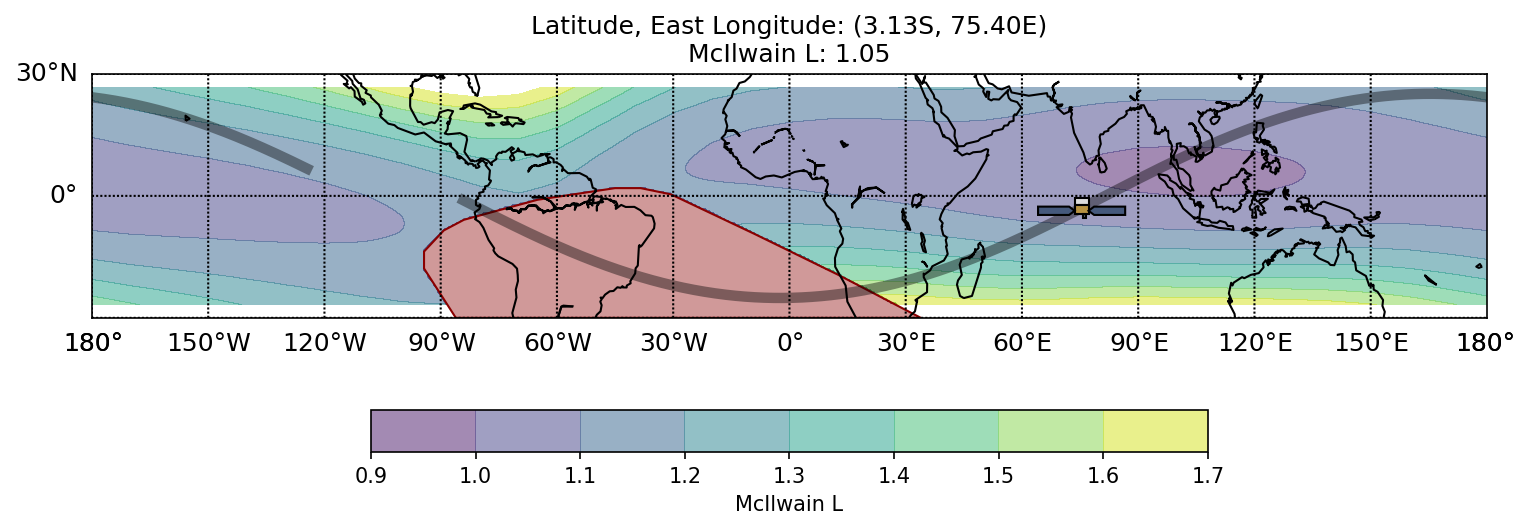 Latitude, East Longitude: (3.13S, 75.40E)
McIlwain L: 1.05
30°N
0°
180° 150°W 120°W 90°W 60°W 30°W 0° 30°E 60°E 90°E 120°E 150°E 180°
0.9 1.0 1.1 1.2 1.3 1.4 1.5 1.6 1.7
McIlwain L